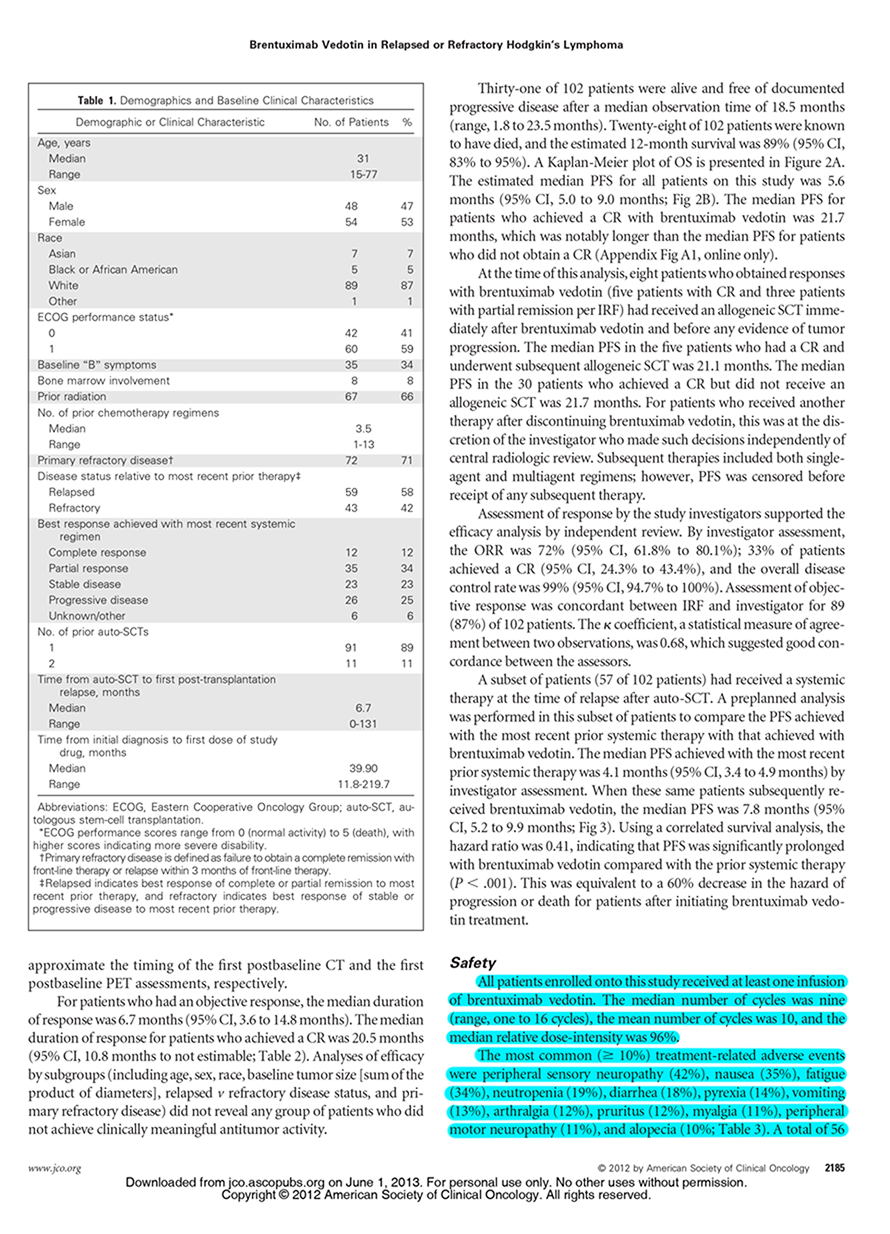 Brentuximab Vedotin in Relapsed or Refractory Hodgkin's Lymphoma
Table 1. Demographics and Baseline Clinical Characteristics
Demographic or Clinical Characteristic No. of Patients %
Age, years
Median 31
Range 15-77
Sex
Male 48 47
Female 54 53
Race
Asian 7 7
Black or African American 5 5
White 89 87
Other 1 1
ECOG performance status*
0 42 41
1 60 59
Baseline "B" symptoms 35 34
Bone marrow involvement 8 8
Prior radiation 67 66
No. of prior chemotherapy regimens
Median 3.5
Range 1-13
Primary refractory disease† 72 71
Disease status relative to most recent prior therapy‡
Relapsed 59 58
Refractory 43 42
Best response achieved with most recent systemic
regimen
Complete response 12 12
Partial response 35 34
Stable disease 23 23
Progressive disease 26 25
Unknown/other 6 6
No. of prior auto-SCTs
1 91 89
2 11 11
Time from auto-SCT to first post-transplantation
relapse, months
Median 6.7
Range 0-131
Time from initial diagnosis to first dose of study
drug, months
Median 39.90
Range 11.8-219.7
Abbreviations: ECOG, Eastern Cooperative Oncology Group; auto-SCT, au-
tologous stem-cell transplantation.
*ECOG performance scores range from 0 (normal activity) to 5 (death), with
higher scores indicating more severe disability.
†Primary refractory disease is defined as failure to obtain a complete remission with
front-line therapy or relapse within 3 months of front-line therapy.
‡Relapsed indicates best response of complete or partial remission to most
recent prior therapy, and refractory indicates best response of stable or
progressive disease to most recent prior therapy.
approximate the timing of the first postbaseline CT and the first
postbaseline PET assessments, respectively.
For patients who had an objective response, the median duration
of response was 6.7 months (95% CI, 3.6 to 14.8 months). The median
duration of response for patients who achieved a CR was 20.5 months
(95% CI, 10.8 months to not estimable; Table 2). Analyses of efficacy
by subgroups (including age, sex, race, baseline tumor size [sum of the
product of diameters], relapsed v refractory disease status, and pri-
mary refractory disease) did not reveal any group of patients who did
not achieve clinically meaningful antitumor activity.
Thirty-one of 102 patients were alive and free of documented
progressive disease after a median observation time of 18.5 months
(range, 1.8 to 23.5 months). Twenty-eight of 102 patients were known
to have died, and the estimated 12-month survival was 89% (95% CI,
83% to 95%). A Kaplan-Meier plot of OS is presented in Figure 2A.
The estimated median PFS for all patients on this study was 5.6
months (95% CI, 5.0 to 9.0 months; Fig 2B). The median PFS for
patients who achieved a CR with brentuximab vedotin was 21.7
months, which was notably longer than the median PFS for patients
who did not obtain a CR (Appendix Fig A1, online only).
At the time of this analysis, eight patients who obtained responses
with brentuximab vedotin (five patients with CR and three patients
with partial remission per IRF) had received an allogeneic SCT imme-
diately after brentuximab vedotin and before any evidence of tumor
progression. The median PFS in the five patients who had a CR and
underwent subsequent allogeneic SCT was 21.1 months. The median
PFS in the 30 patients who achieved a CR but did not receive an
allogeneic SCT was 21.7 months. For patients who received another
therapy after discontinuing brentuximab vedotin, this was at the dis-
cretion of the investigator who made such decisions independently of
central radiologic review. Subsequent therapies included both single-
agent and multiagent regimens; however, PFS was censored before
receipt of any subsequent therapy.
Assessment of response by the study investigators supported the
efficacy analysis by independent review. By investigator assessment,
the ORR was 72% (95% CI, 61.8% to 80.1%); 33% of patients
achieved a CR (95% CI, 24.3% to 43.4%), and the overall disease
control rate was 99% (95% CI, 94.7% to 100%). Assessment of objec-
tive response was concordant between IRF and investigator for 89
(87%) of 102 patients. The κ coefficient, a statistical measure of agree-
ment between two observations, was 0.68, which suggested good con-
cordance between the assessors.
A subset of patients (57 of 102 patients) had received a systemic
therapy at the time of relapse after auto-SCT. A preplanned analysis
was performed in this subset of patients to compare the PFS achieved
with the most recent prior systemic therapy with that achieved with
brentuximab vedotin. The median PFS achieved with the most recent
prior systemic therapy was 4.1 months (95% CI, 3.4 to 4.9 months) by
investigator assessment. When these same patients subsequently re-
ceived brentuximab vedotin, the median PFS was 7.8 months (95%
CI, 5.2 to 9.9 months; Fig 3). Using a correlated survival analysis, the
hazard ratio was 0.41, indicating that PFS was significantly prolonged
with brentuximab vedotin compared with the prior systemic therapy
(P < .001). This was equivalent to a 60% decrease in the hazard of
progression or death for patients after initiating brentuximab vedo-
tin treatment.
Safety
All patients enrolled onto this study received at least one infusion
of brentuximab vedotin. The median number of cycles was nine
(range, one to 16 cycles), the mean number of cycles was 10, and the
median relative dose-intensity was 96%.
The most common (≥ 10%) treatment-related adverse events
were peripheral sensory neuropathy (42%), nausea (35%), fatigue
(34%), neutropenia (19%), diarrhea (18%), pyrexia (14%), vomiting
(13%), arthralgia (12%), pruritus (12%), myalgia (11%), peripheral
motor neuropathy (11%), and alopecia (10%; Table 3). A total of 56
www.jco.org © 2012 by American Society of Clinical Oncology 2185
Downloaded from jco.ascopubs.org on June 1, 2013. For personal use only. No other uses without permission.
Copyright © 2012 American Society of Clinical Oncology. All rights reserved.